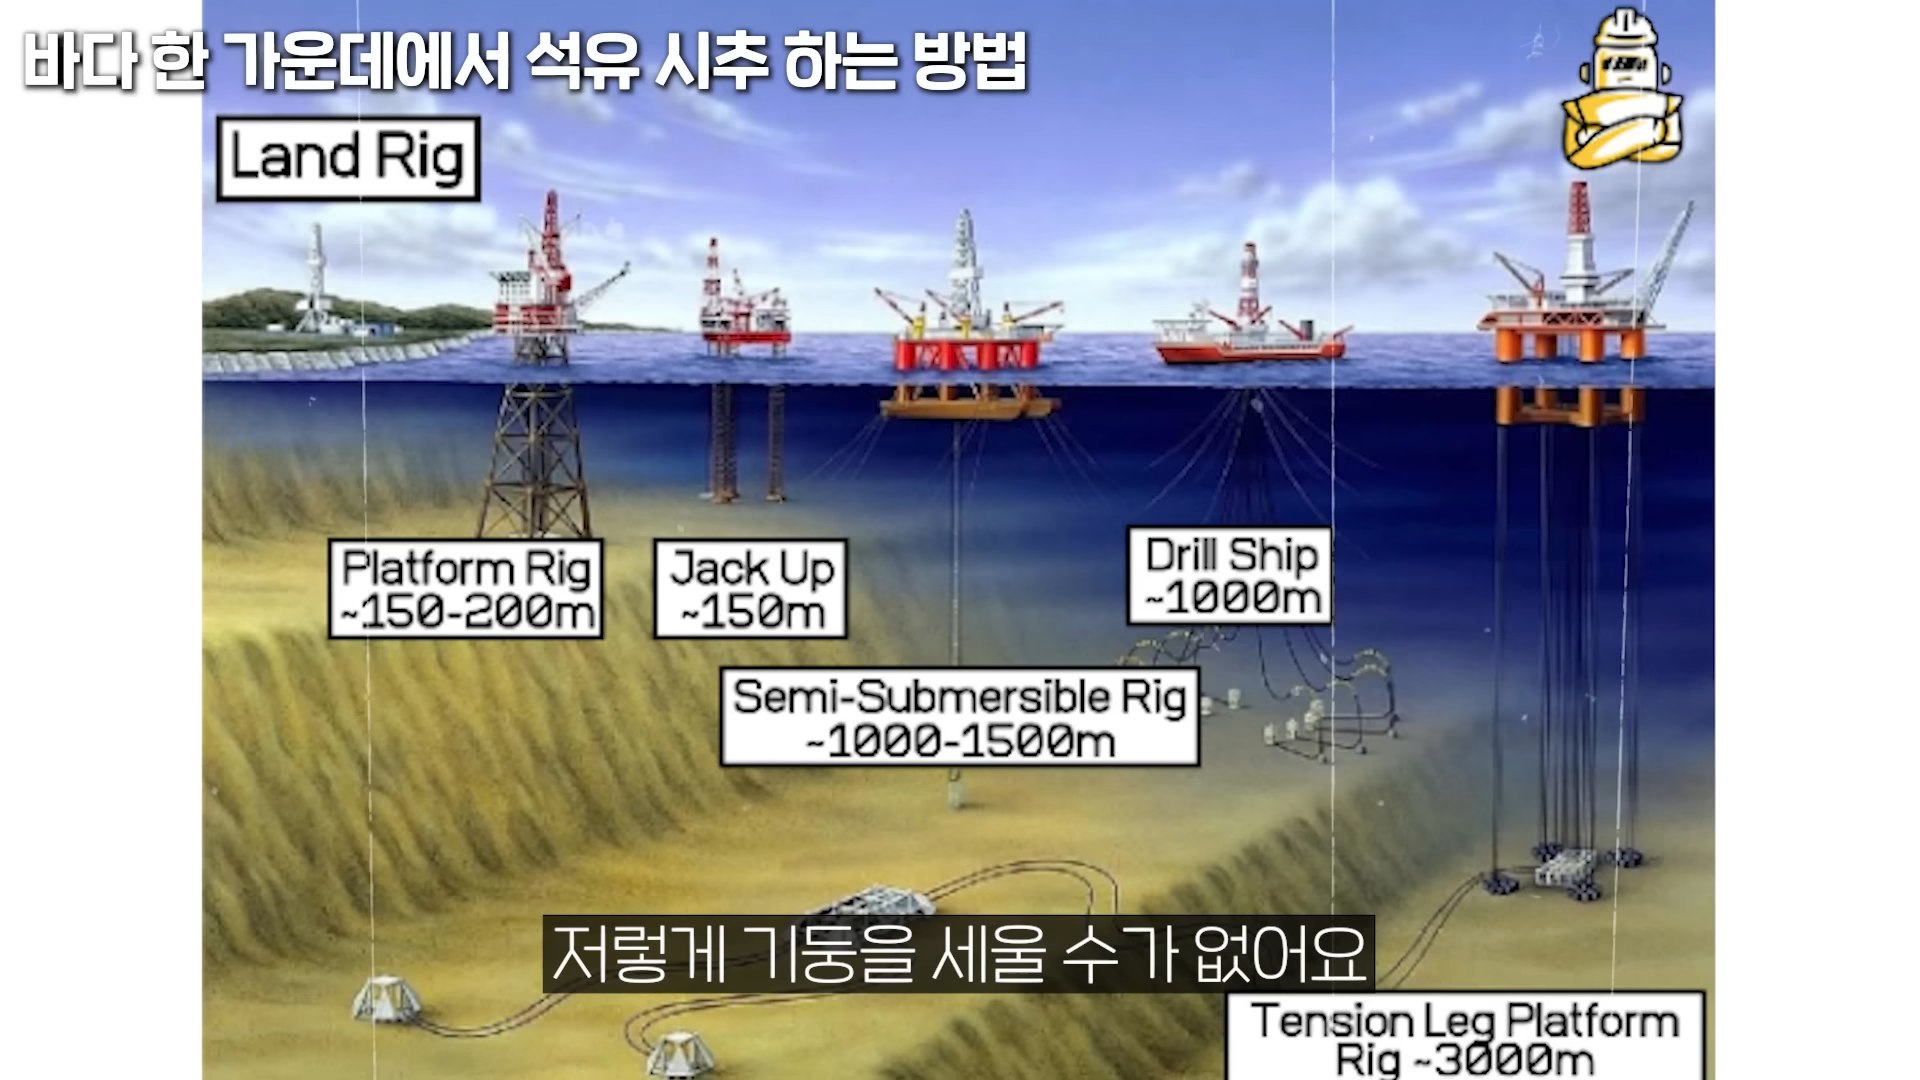 바다 한 가운데에서 석유 시추 하는 방법
Land Rig
Platform Rig
~150-200m
Jack Up
~150m
Drill Ship
~1000m
Semi-Submersible Rig
~1000-1500m
저렇게 기둥을 세울 수가 없어요
Tension Leg Platform
Rig ~3000m